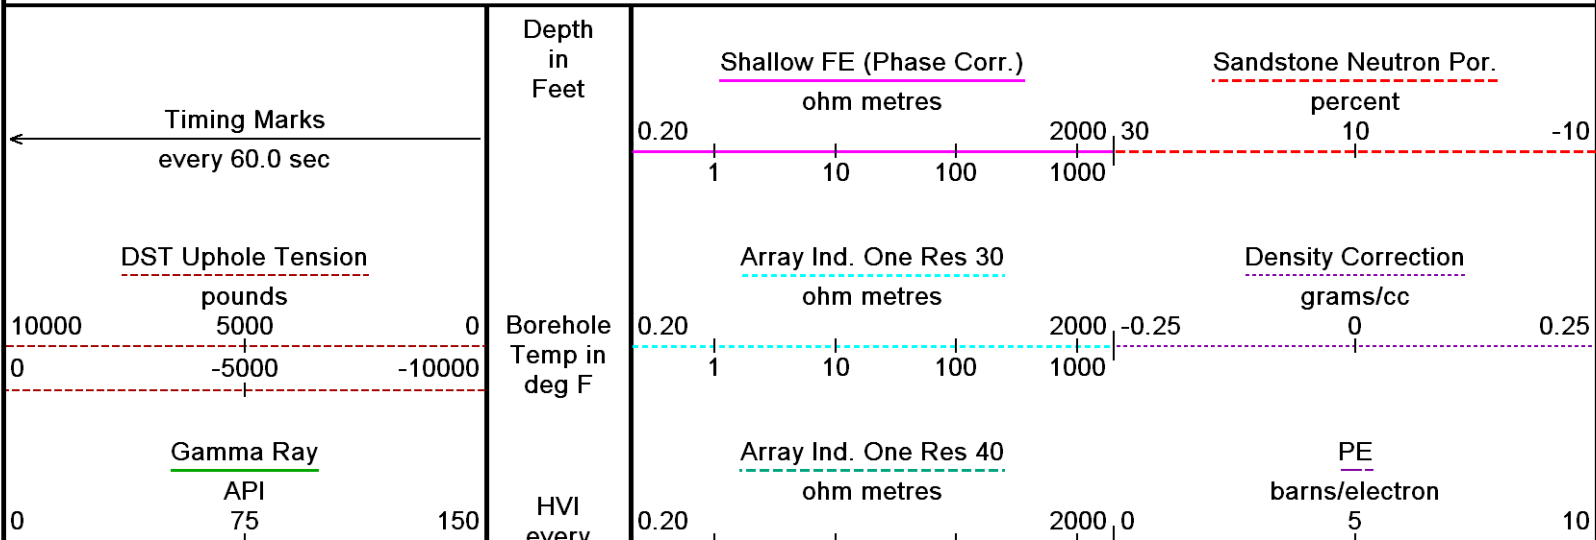 Timing Marks
every 60.0 sec
DST Uphole Tension
pounds
10000 5000 0
0 -5000 -10000
Gamma Ray
API
0 75 150
Depth
in
Feet
Borehole
Temp in
deg F
HVI
every
Shallow FE (Phase Corr.)
ohm metres
0.20 2000
1 10 100 1000
Array Ind. One Res 30
ohm metres
0.20 2000
1 10 100 1000
Array Ind. One Res 40
ohm metres
0.20 2000
Sandstone Neutron Por.
percent
30 10 -10
Density Correction
grams/cc
-0.25 0 0.25
PE
barns/electron
0 5 10